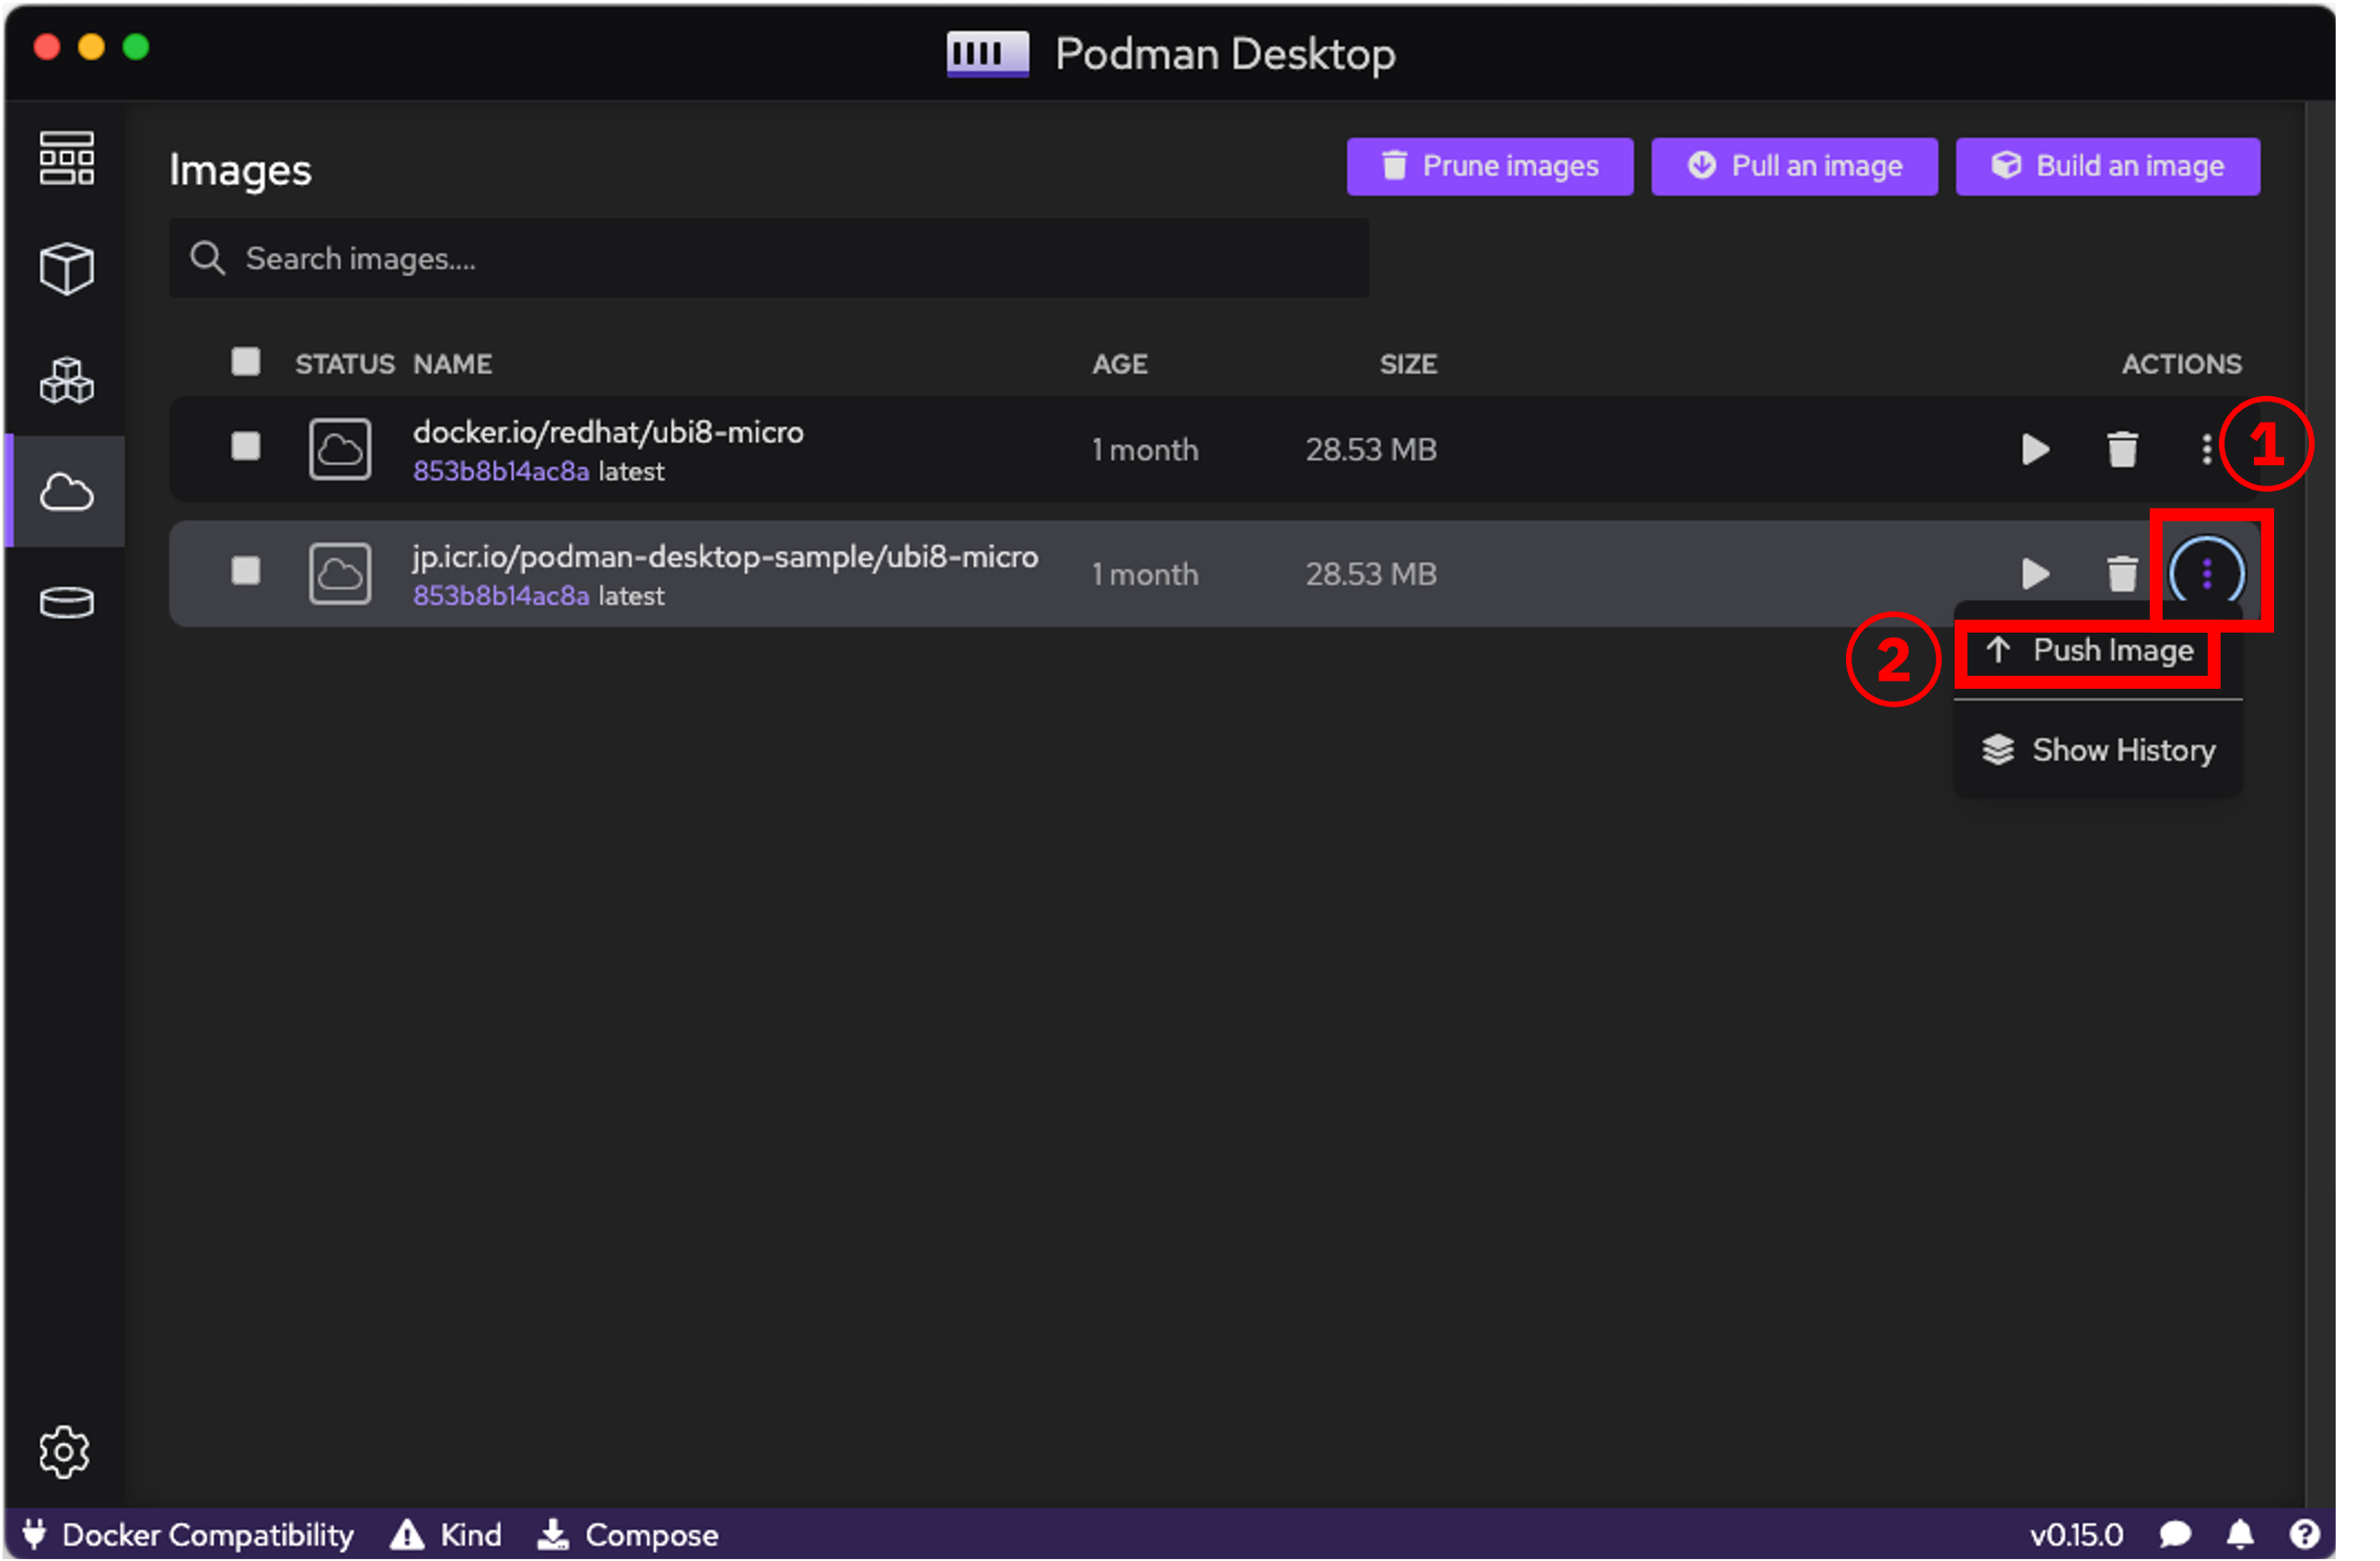 Podman Desktop
Images
Prune images
Pull an image
Build an image
Search images....
STATUS NAME AGE SIZE ACTIONS
docker.io/redhat/ubi8-micro
853b8b14ac8a latest
1 month
28.53 MB
1
jp.icr.io/podman-desktop-sample/ubi8-micro
853b8b14ac8a latest
1 month
28.53 MB
2
Push Image
Show History
Docker Compatibility
Kind
Compose
v0.15.0